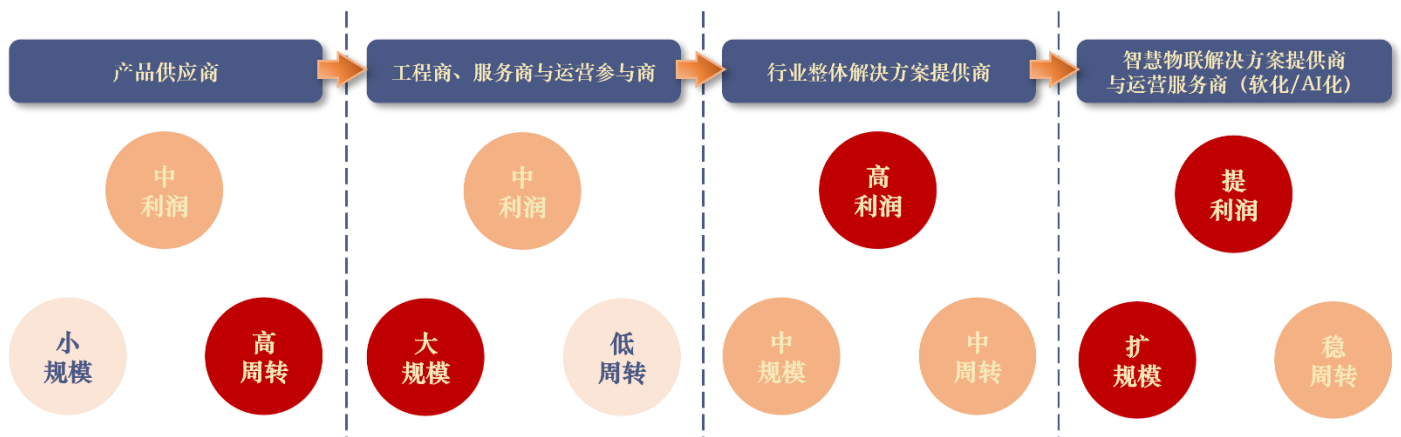 产品供应商
工程商、服务商与运营参与商
行业整体解决方案提供商
智慧物联解决方案提供商
与运营服务商（软化/AI化）
中
利润
小
规模
高
周转
中
利润
大
规模
低
周转
高
利润
中
规模
中
周转
提
利润
扩
规模
稳
周转